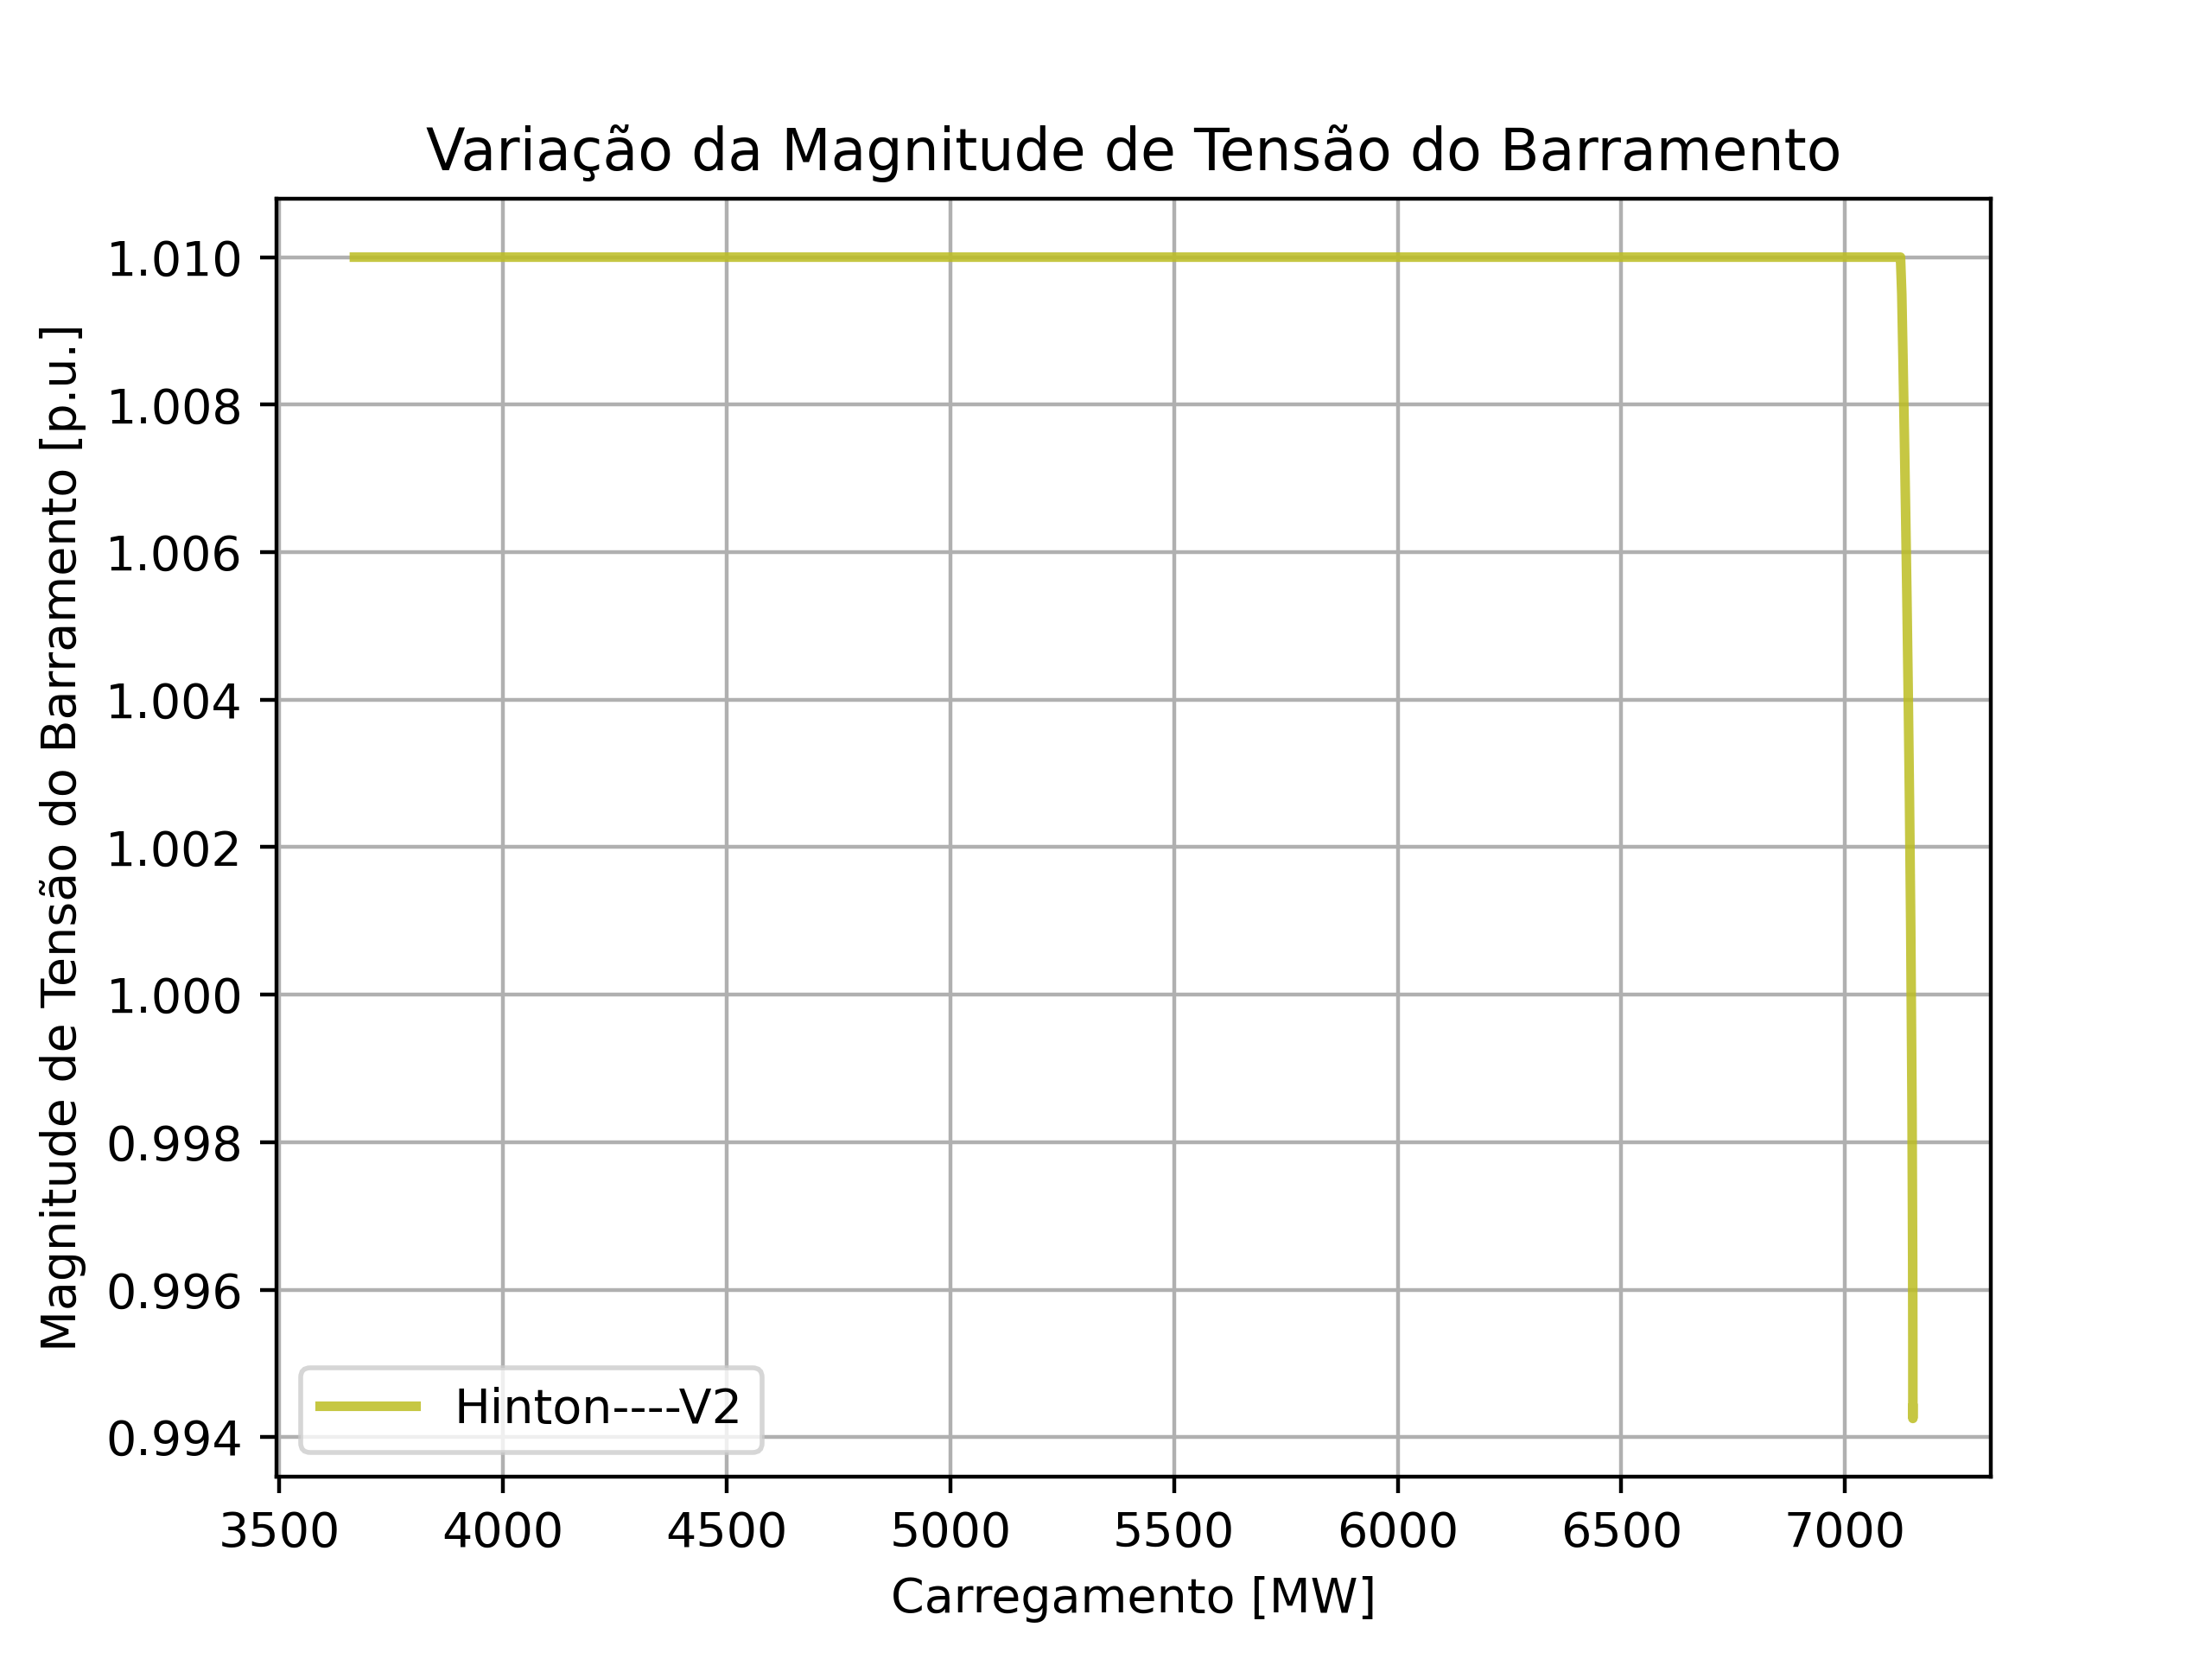 Variação da Magnitude de Tensão do Barramento
Magnitude de Tensão do Barramento [p.u.]
1.010
1.008
1.006
1.004
1.002
1.000
0.998
0.996
0.994
Hinton----V2
3500 4000 4500 5000 5500 6000 6500 7000
Carregamento [MW]